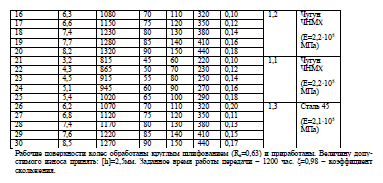 16 6,3 1080 70 110 320 0,10 1,2 Чугун
17 6,6 1150 75 120 350 0,12 ЧНМХ
18 7,4 1230 80 130 380 0,14 (E=2,2·10⁵
19 7,7 1280 85 140 410 0,16 МПа)
20 8,2 1320 90 150 440 0,18
21 3,2 815 45 60 220 0,10 1,1 Чугун
22 4,3 865 50 70 230 0,12 ЧНМХ
23 4,5 915 55 80 250 0,14 (E=2,2·10⁵
24 5,1 945 60 90 270 0,16 МПа)
25 5,4 1020 65 100 290 0,18
26 6,2 1070 70 110 320 0,20 1,3 Сталь 45
27 6,8 1120 75 120 350 0,12
28 7,4 1170 80 130 380 0,13 (E=2,1·10⁵
29 7,6 1220 85 140 410 0,15 МПа)
30 8,5 1270 90 150 440 0,17
Рабочие поверхности колес обработаны круглым шлифованием (Rₐ=0,63) и приработаны. Величину допу-
стимого износа принять: [h]=2,5мм. Заданное время работы передачи – 1200 час. ξ=0,98 – коэффициент
скольжения.